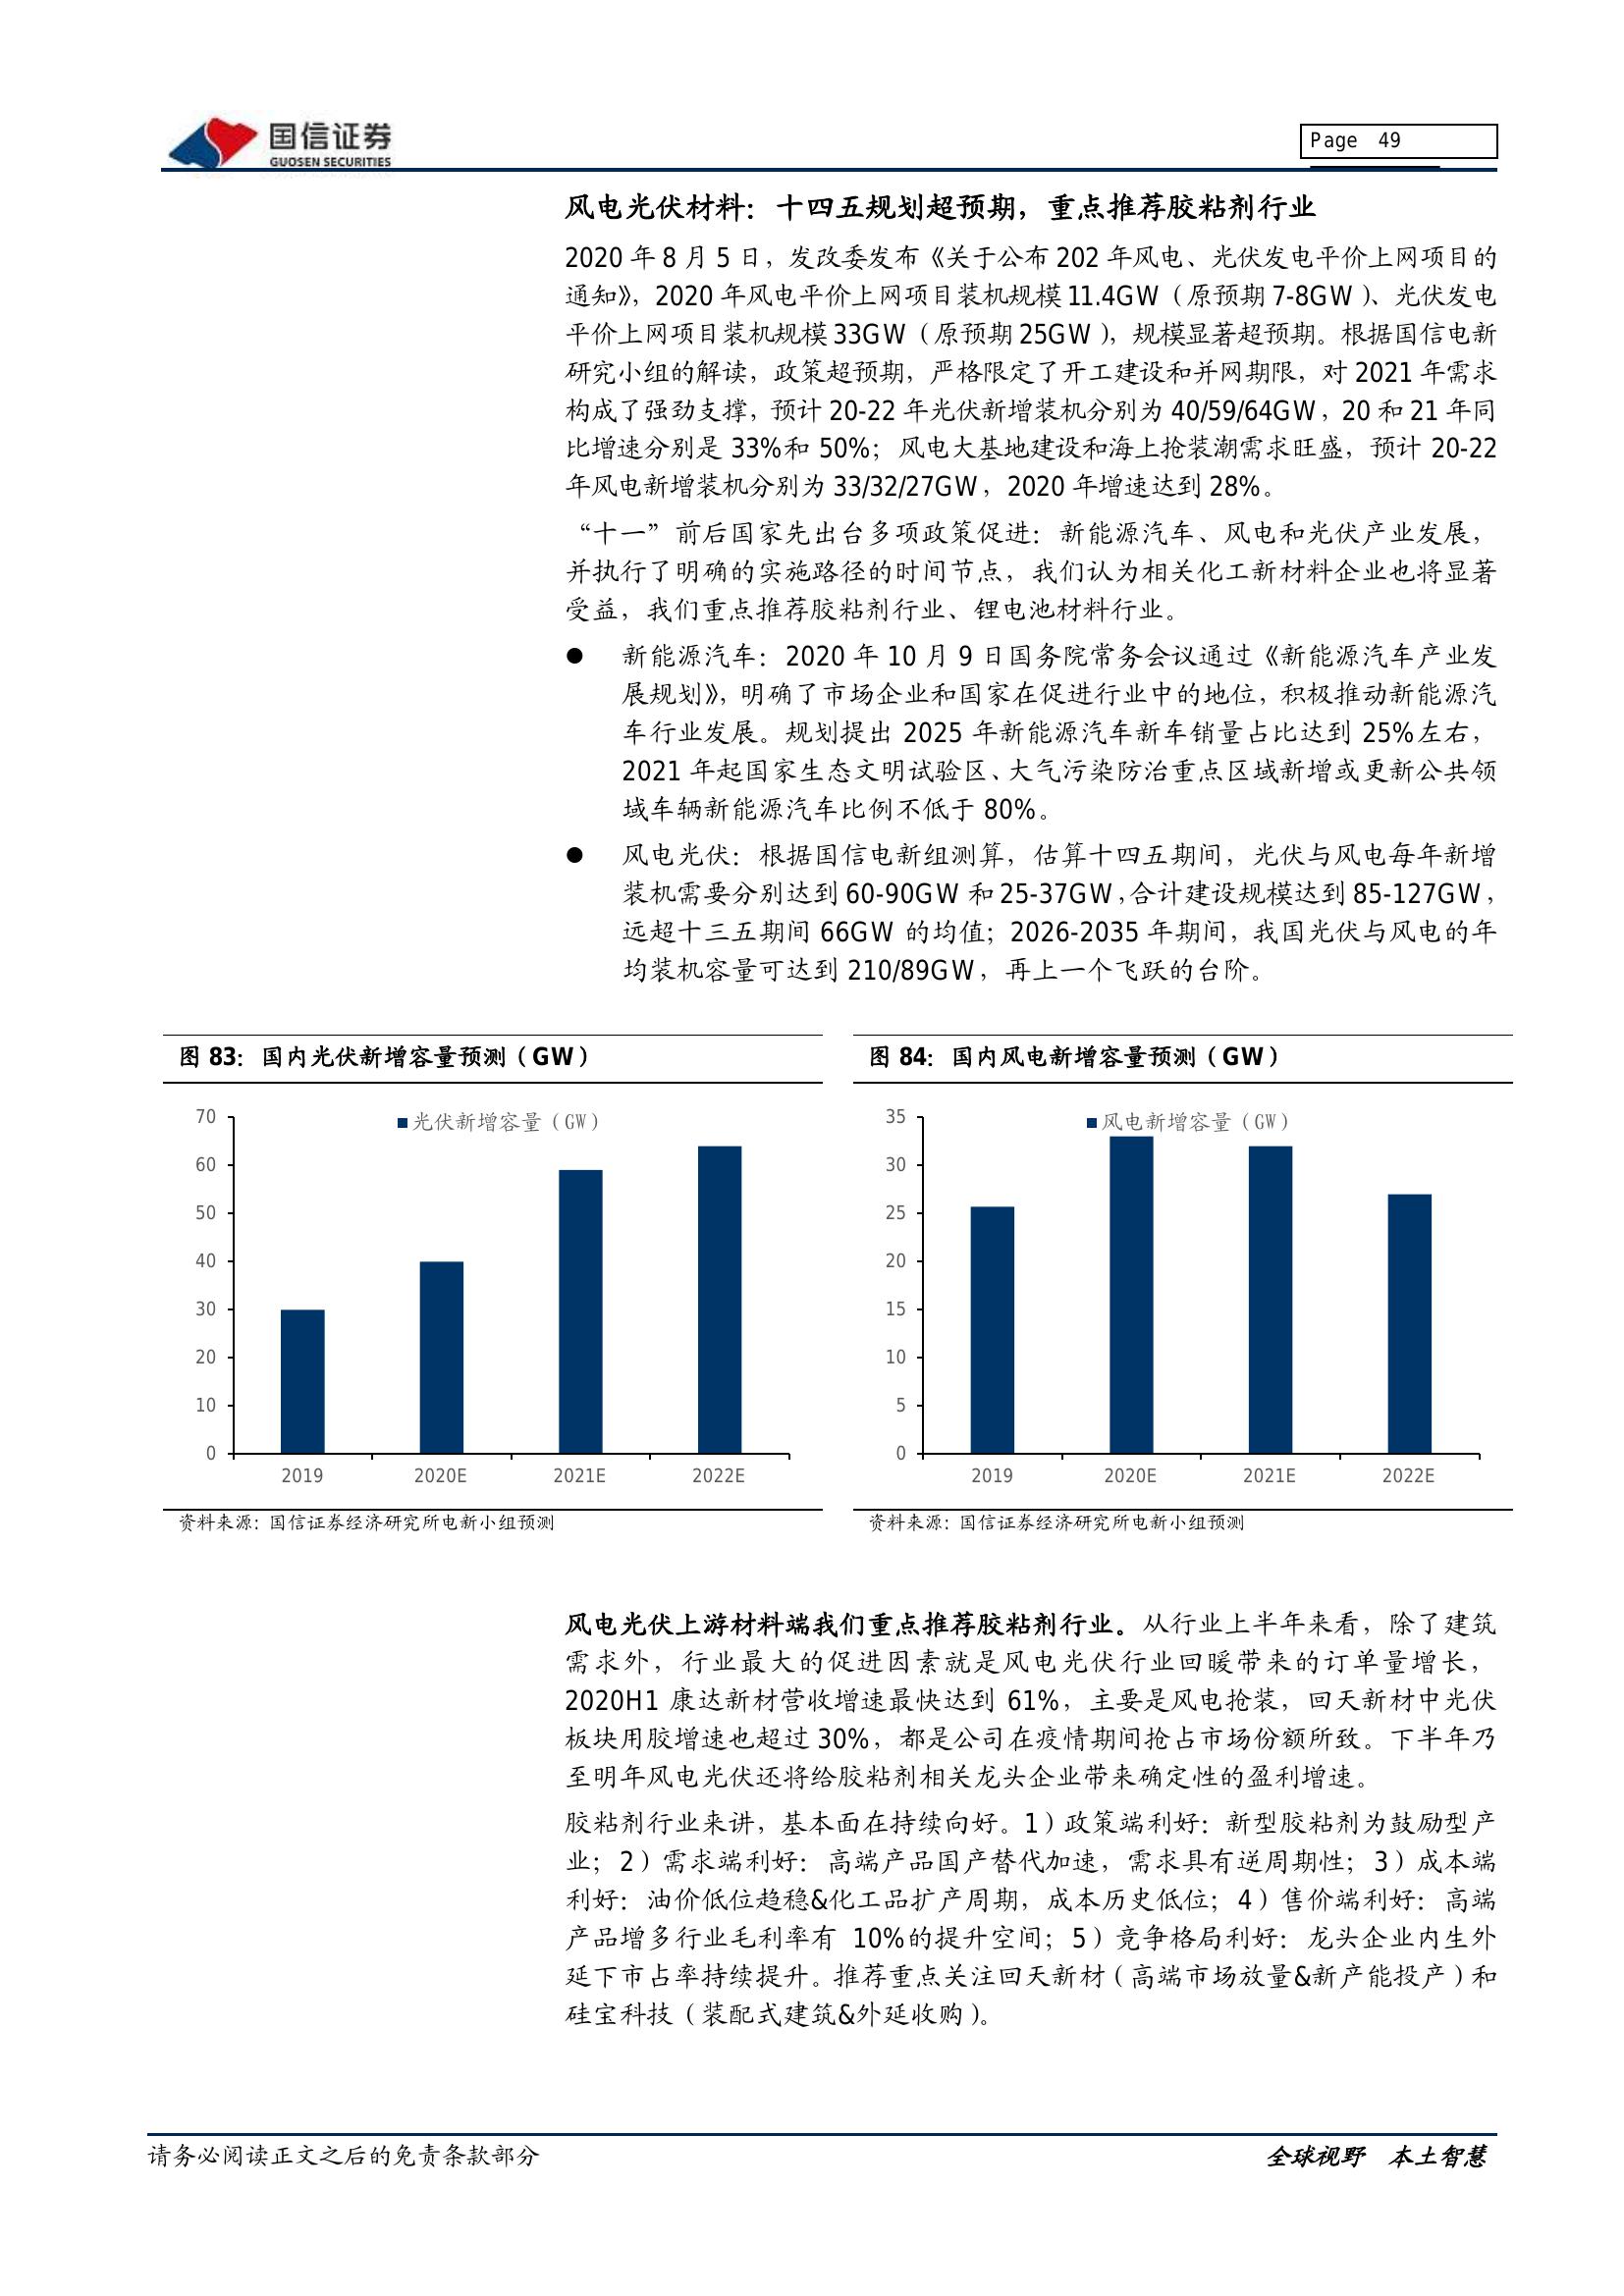 国信证券
GUOSEN SECURITIES
Page 49
风电光伏材料：十四五规划超预期，重点推荐胶粘剂行业
2020 年 8 月 5 日，发改委发布《关于公布 202 年风电、光伏发电平价上网项目的
通知》，2020 年风电平价上网项目装机规模 11.4GW（原预期 7-8GW）、光伏发电
平价上网项目装机规模 33GW（原预期 25GW），规模显著超预期。根据国信电新
研究小组的解读，政策超预期，严格限定了开工建设和并网期限，对 2021 年需求
构成了强劲支撑，预计 20-22 年光伏新增装机分别为 40/59/64GW，20 和 21 年同
比增速分别是 33%和 50%；风电大基地建设和海上抢装潮需求旺盛，预计 20-22
年风电新增装机分别为 33/32/27GW，2020 年增速达到 28%。
“十一”前后国家先出台多项政策促进：新能源汽车、风电和光伏产业发展，
并执行了明确的实施路径的时间节点，我们认为相关化工新材料企业也将显著
受益，我们重点推荐胶粘剂行业、锂电池材料行业。
● 新能源汽车：2020 年 10 月 9 日国务院常务会议通过《新能源汽车产业发
展规划》，明确了市场企业和国家在促进行业中的地位，积极推动新能源汽
车行业发展。规划提出 2025 年新能源汽车新车销量占比达到 25%左右，
2021 年起国家生态文明试验区、大气污染防治重点区域新增或更新公共领
域车辆新能源汽车比例不低于 80%。
● 风电光伏：根据国信电新组测算，估算十四五期间，光伏与风电每年新增
装机需要分别达到 60-90GW 和 25-37GW，合计建设规模达到 85-127GW，
远超十三五期间 66GW 的均值；2026-2035 年期间，我国光伏与风电的年
均装机容量可达到 210/89GW，再上一个飞跃的台阶。
图 83：国内光伏新增容量预测（GW）
光伏新增容量（GW）
70
60
50
40
30
20
10
0
2019 2020E 2021E 2022E
资料来源：国信证券经济研究所电新小组预测
图 84：国内风电新增容量预测（GW）
风电新增容量（GW）
35
30
25
20
15
10
5
0
2019 2020E 2021E 2022E
资料来源：国信证券经济研究所电新小组预测
风电光伏上游材料端我们重点推荐胶粘剂行业。从行业上半年来看，除了建筑
需求外，行业最大的促进因素就是风电光伏行业回暖带来的订单量增长，
2020H1 康达新材营收增速最快达到 61%，主要是风电抢装，回天新材中光伏
板块用胶增速也超过 30%，都是公司在疫情期间抢占市场份额所致。下半年乃
至明年风电光伏还将给胶粘剂相关龙头企业带来确定性的盈利增速。
胶粘剂行业来讲，基本面在持续向好。1）政策端利好：新型胶粘剂为鼓励型产
业；2）需求端利好：高端产品国产替代加速，需求具有逆周期性；3）成本端
利好：油价低位趋稳&化工品扩产周期，成本历史低位；4）售价端利好：高端
产品增多行业毛利率有 10%的提升空间；5）竞争格局利好：龙头企业内生外
延下市占率持续提升。推荐重点关注回天新材（高端市场放量&新产能投产）和
硅宝科技（装配式建筑&外延收购）。
请务必阅读正文之后的免责条款部分
全球视野 本土智慧